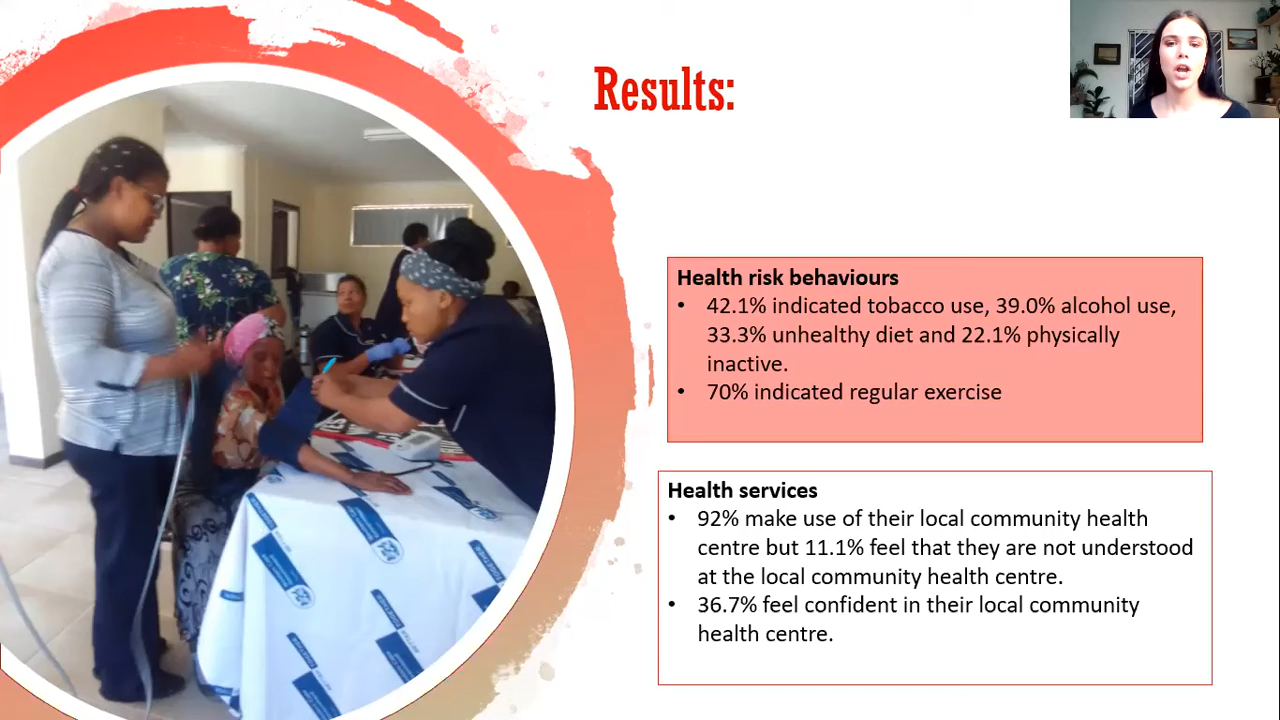 Results:
Health risk behaviours
• 42.1% indicated tobacco use, 39.0% alcohol use,
33.3% unhealthy diet and 22.1% physically
inactive.
• 70% indicated regular exercise
Health services
• 92% make use of their local community health
centre but 11.1% feel that they are not understood
at the local community health centre.
• 36.7% feel confident in their local community
health centre.